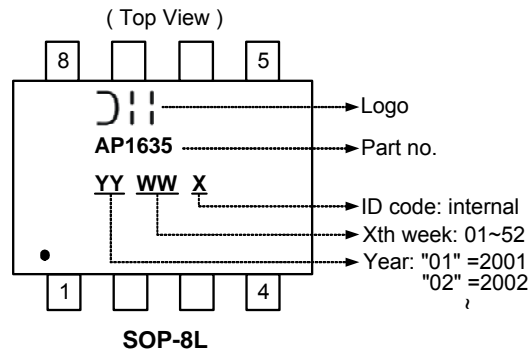 ( Top View )
8 5
Logo
AP1635 Part no.
YY WW X
ID code: internal
Xth week: 01~52
Year: "01" =2001
"02" =2002
~
1 4
SOP-8L